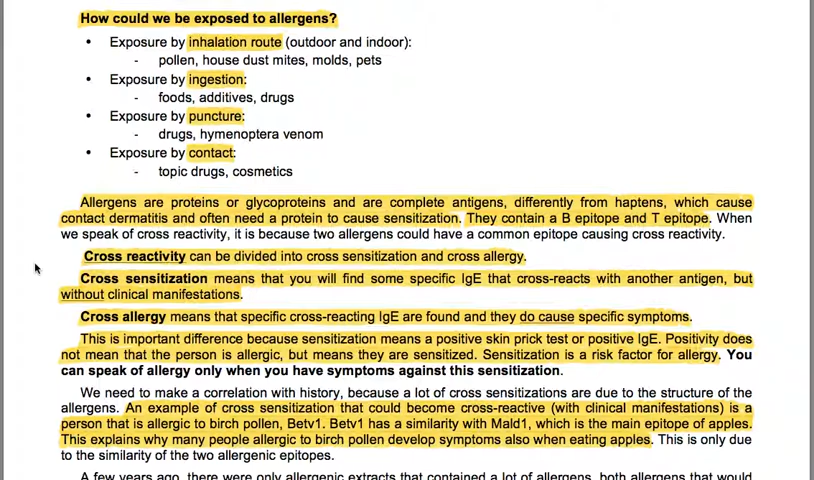 How could we be exposed to allergens?
• Exposure by inhalation route (outdoor and indoor):
- pollen, house dust mites, molds, pets
• Exposure by ingestion:
- foods, additives, drugs
• Exposure by puncture:
- drugs, hymenoptera venom
• Exposure by contact:
- topic drugs, cosmetics
Allergens are proteins or glycoproteins and are complete antigens, differently from haptens, which cause
contact dermatitis and often need a protein to cause sensitization. They contain a B epitope and T epitope. When
we speak of cross reactivity, it is because two allergens could have a common epitope causing cross reactivity.
Cross reactivity can be divided into cross sensitization and cross allergy.
Cross sensitization means that you will find some specific IgE that cross-reacts with another antigen, but
without clinical manifestations.
Cross allergy means that specific cross-reacting IgE are found and they do cause specific symptoms.
This is important difference because sensitization means a positive skin prick test or positive IgE. Positivity does
not mean that the person is allergic, but means they are sensitized. Sensitization is a risk factor for allergy. You
can speak of allergy only when you have symptoms against this sensitization.
We need to make a correlation with history, because a lot of cross sensitizations are due to the structure of the
allergens. An example of cross sensitization that could become cross-reactive (with clinical manifestations) is a
person that is allergic to birch pollen, Betv1. Betv1 has a similarity with Mald1, which is the main epitope of apples.
This explains why many people allergic to birch pollen develop symptoms also when eating apples. This is only due
to the similarity of the two allergenic epitopes.
A few years ago, there were only allergenic extracts that contained a lot of allergens, both allergens that would